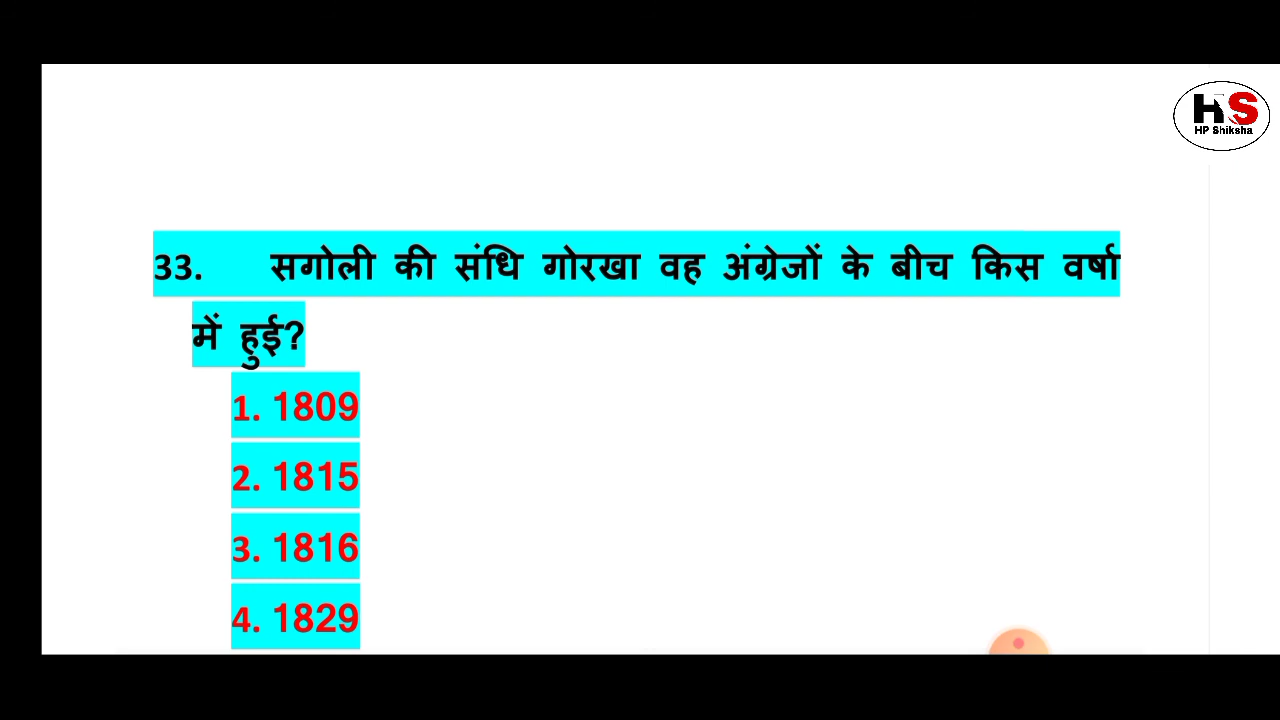 HS
HP Shiksha
33. सगोली की संधि गोरखा वह अंग्रेजों के बीच किस वर्षा
में हुई?
1. 1809
2. 1815
3. 1816
4. 1829